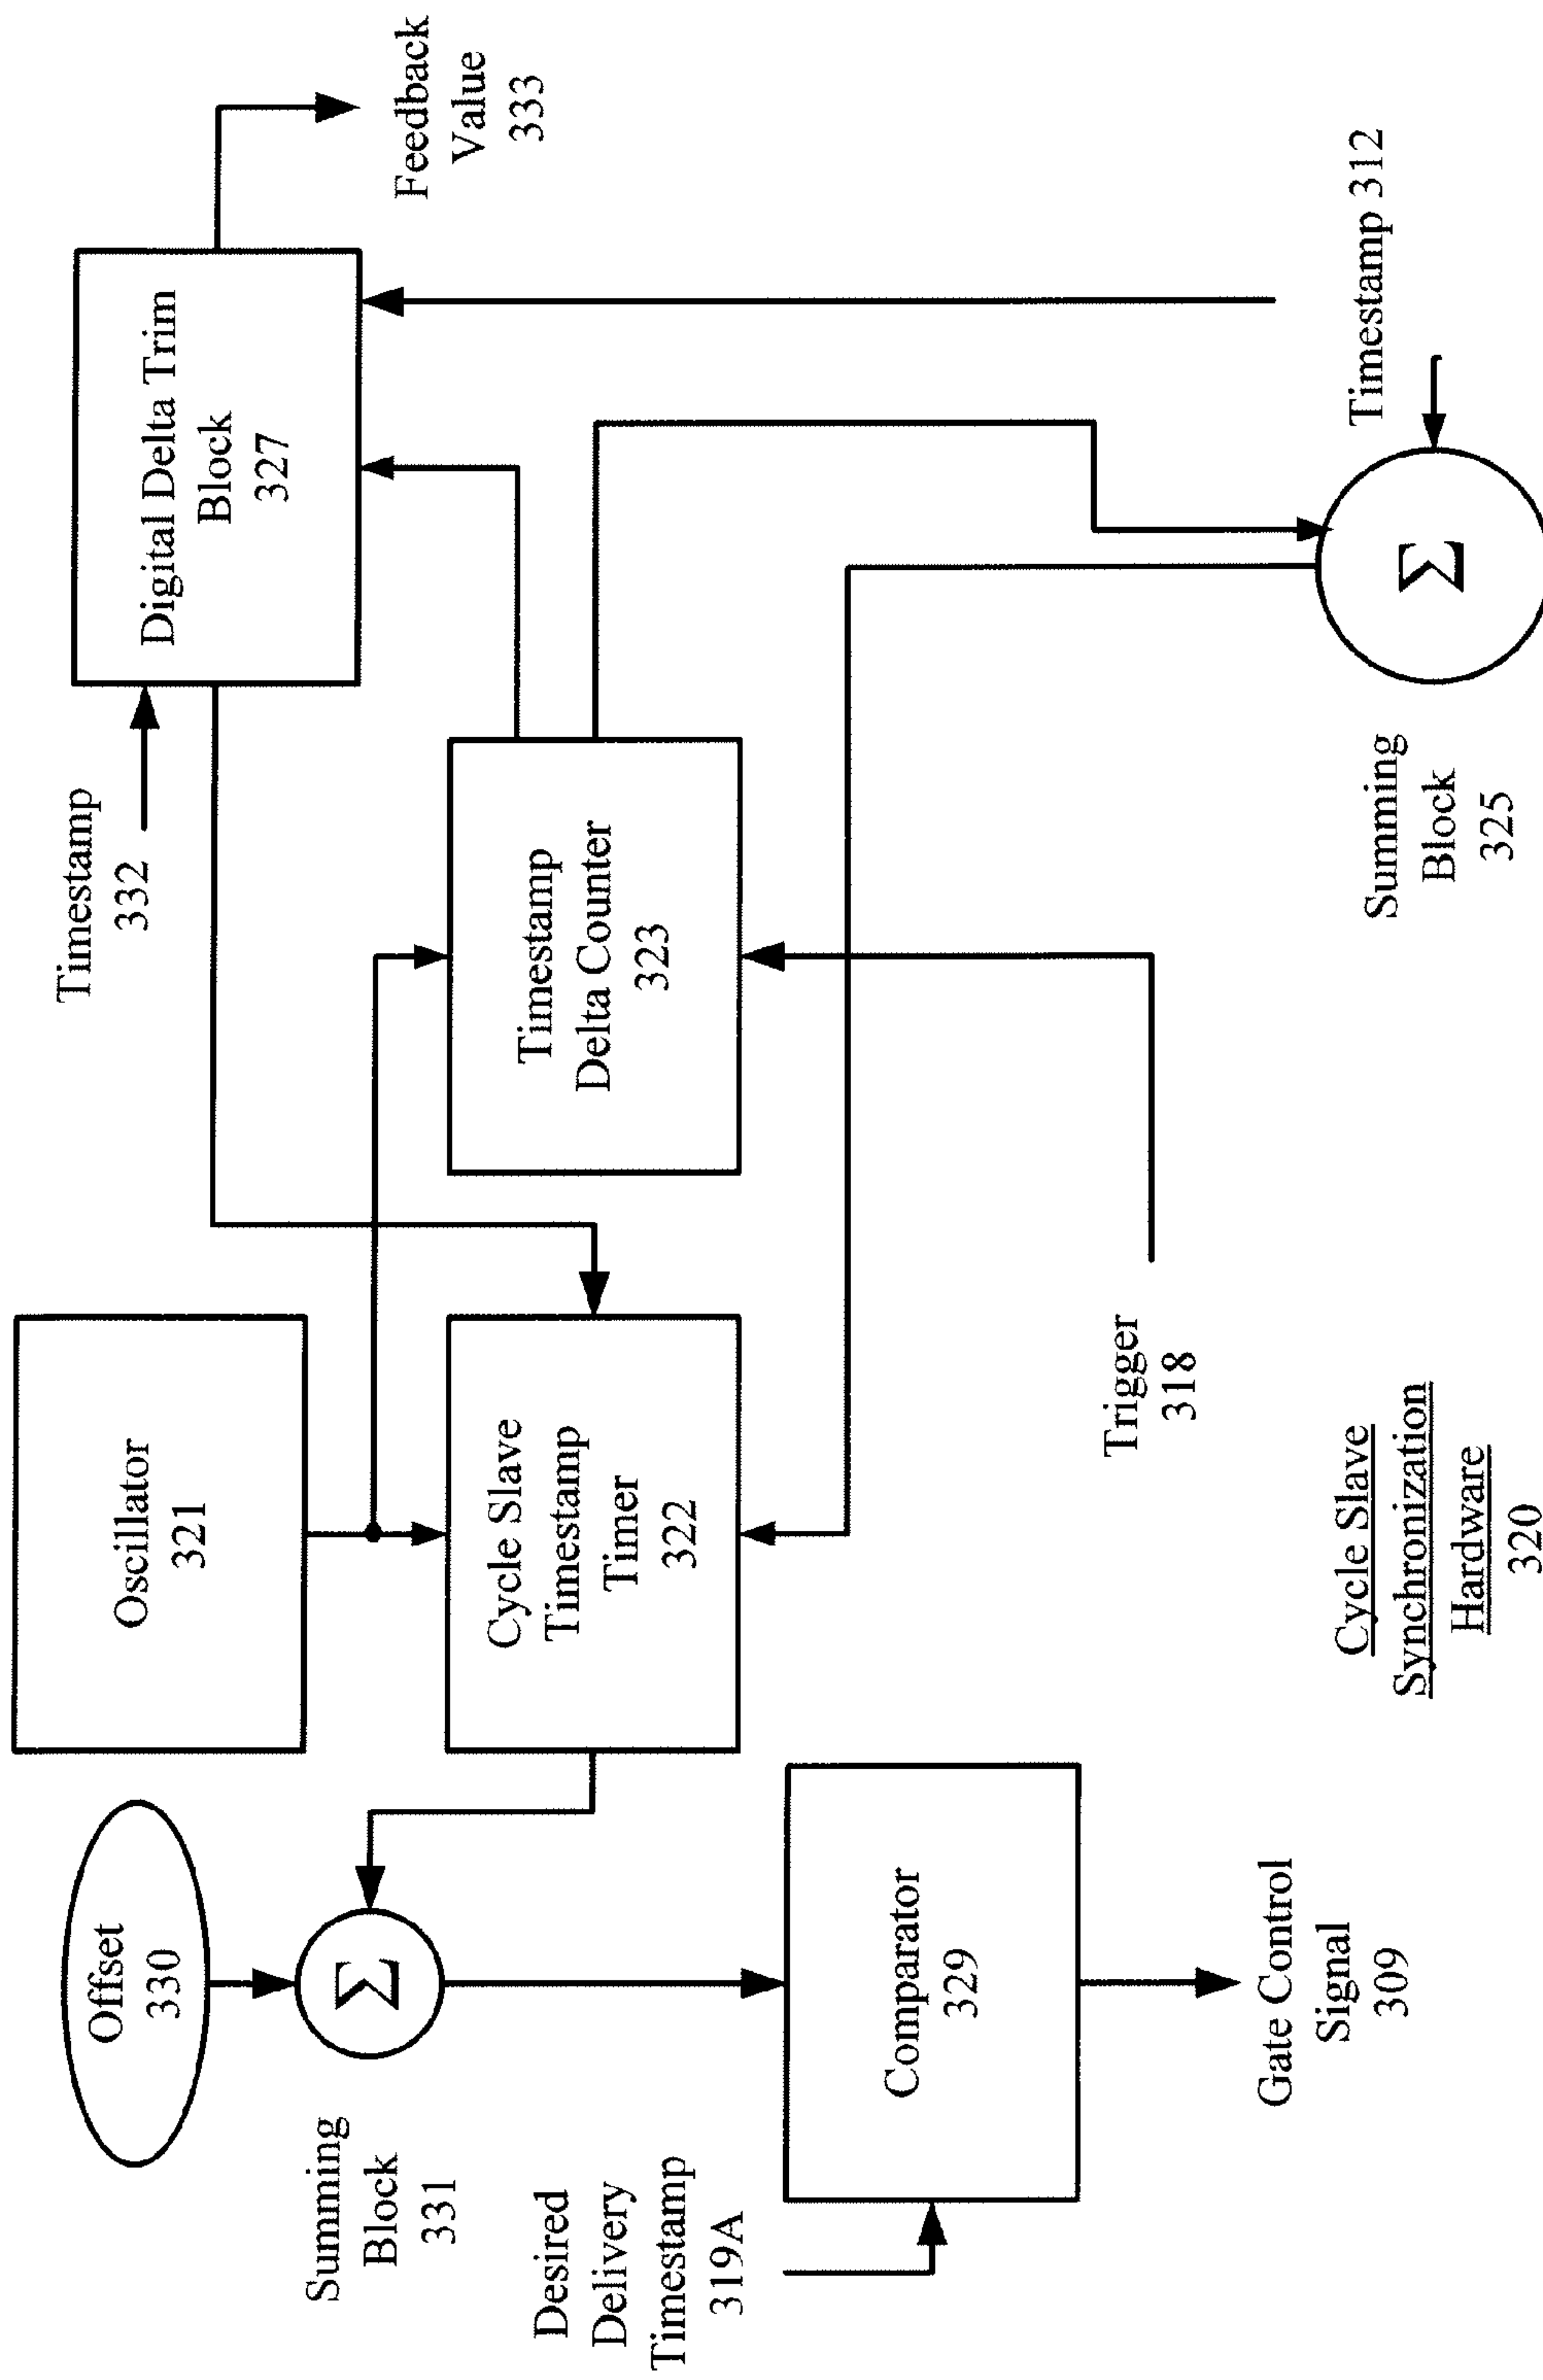 Offset
330
Summing
Block
331
Desired
Delivery
Timestamp
319A
Comparator
329
Gate Control
Signal
309
Oscillator
321
Cycle Slave
Timestamp
Timer
322
Trigger
318
Cycle Slave
Synchronization
Hardware
320
Timestamp
332
Timestamp
Delta Counter
323
Digital Delta Trim
Block
327
Feedback
Value
333
Timestamp 312
Σ
Σ
Summing
Block
325